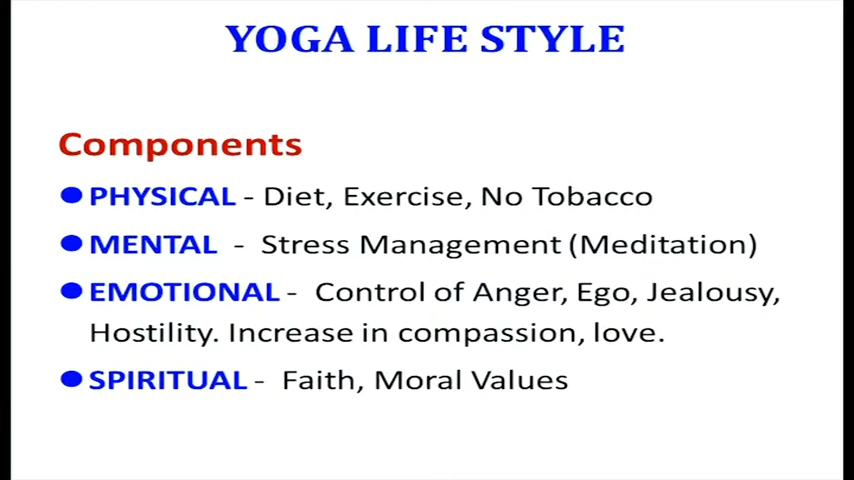 YOGA LIFE STYLE
Components
●PHYSICAL - Diet, Exercise, No Tobacco
●MENTAL - Stress Management (Meditation)
●EMOTIONAL - Control of Anger, Ego, Jealousy,
Hostility. Increase in compassion, love.
●SPIRITUAL - Faith, Moral Values